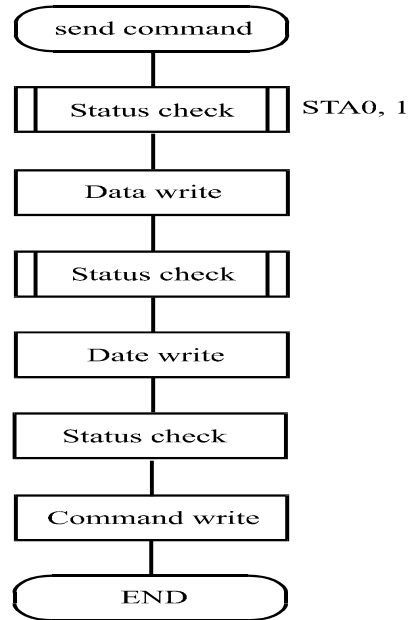 send command
Status check
STA0, 1
Data write
Status check
Date write
Status check
Command write
END